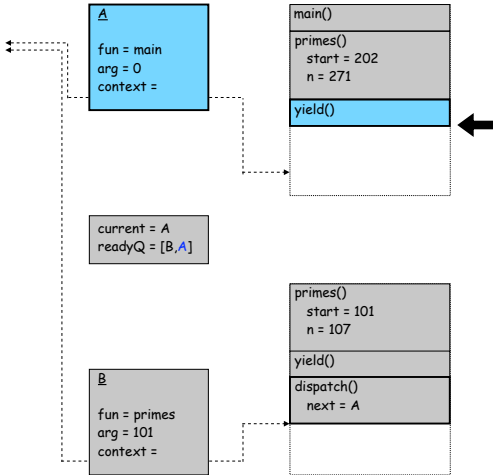 A
fun = main
arg = 0
context =
main()
primes()
start = 202
n = 271
yield()
current = A
readyQ = [B,A]
primes()
start = 101
n = 107
yield()
dispatch()
next = A
B
fun = primes
arg = 101
context =